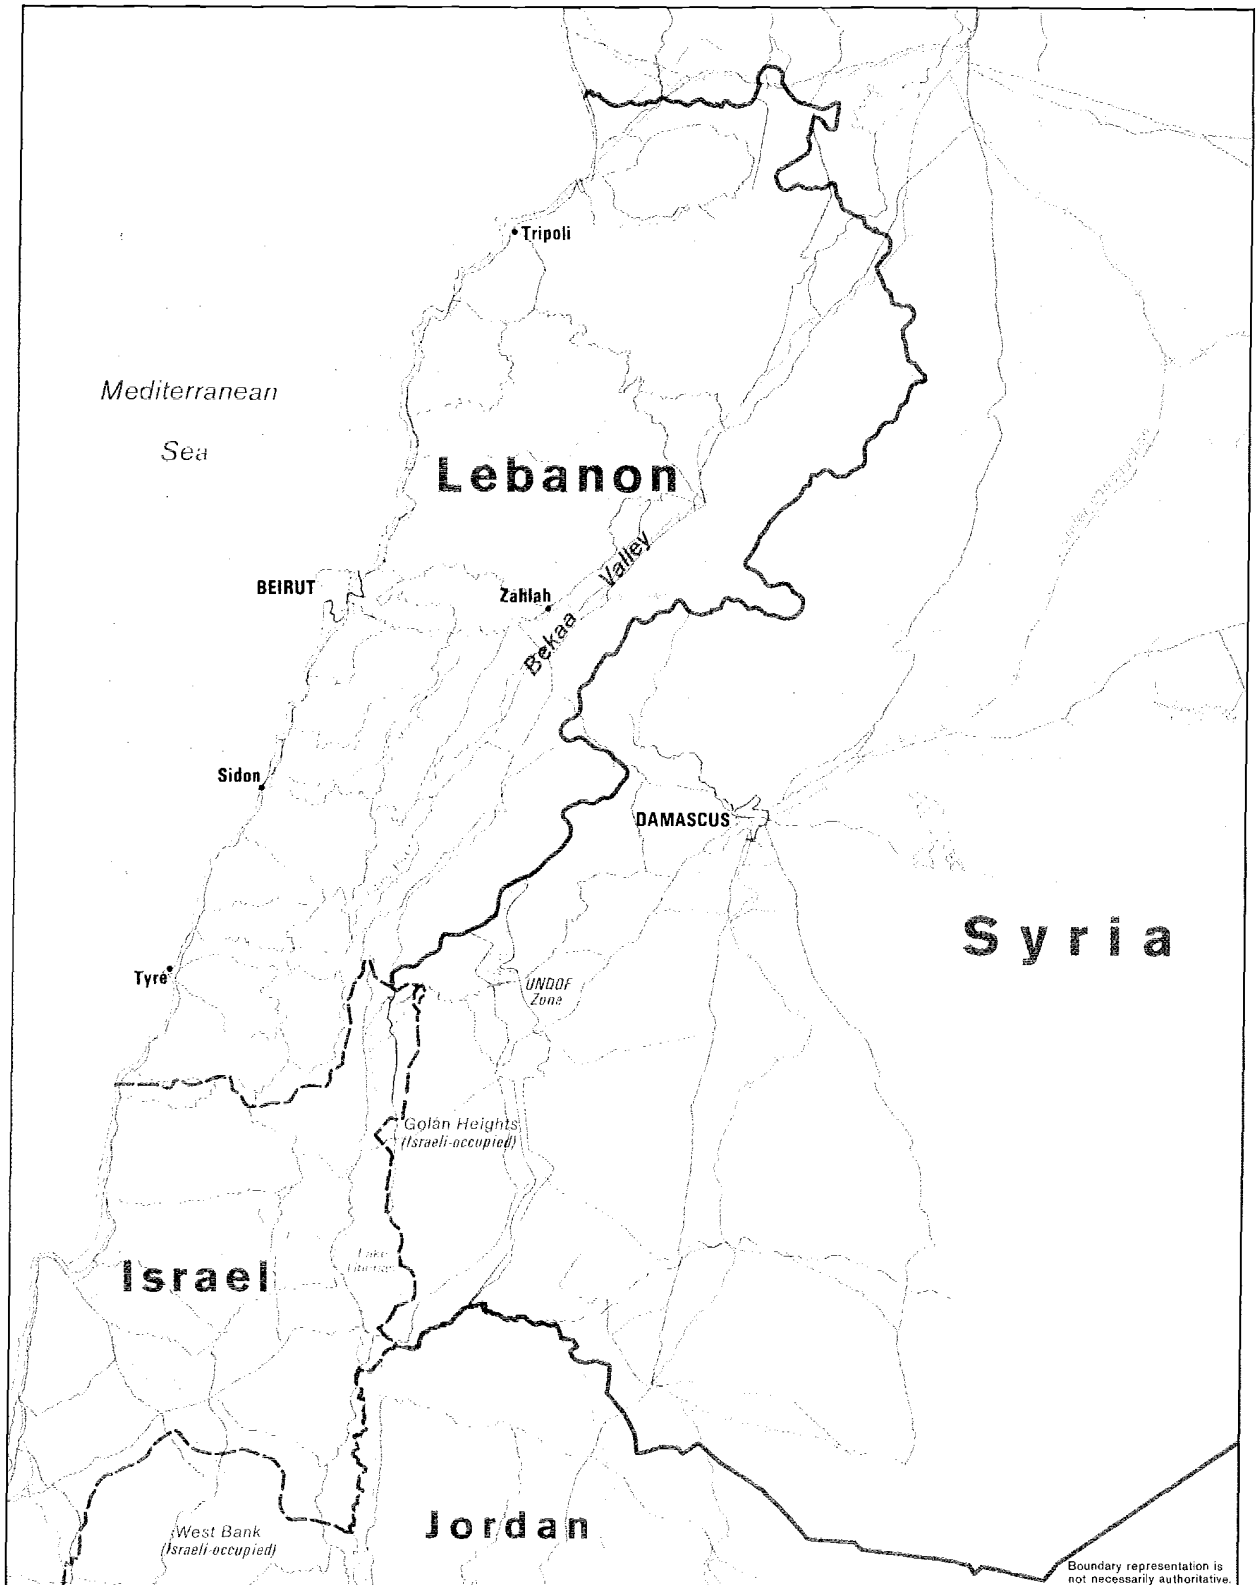 Tripoli
Mediterranean
Sea
Lebanon
Valley
BEIRUT
Zahlah
Bekaa
Sidon
DAMASCUS
Syria
Tyre
UNDOF
Zone
Golan Heights
(Israeli-occupied)
Lake
Israel
Jordan
West Bank
(Israeli-occupied)
Boundary representation is
not necessarily authoritative.